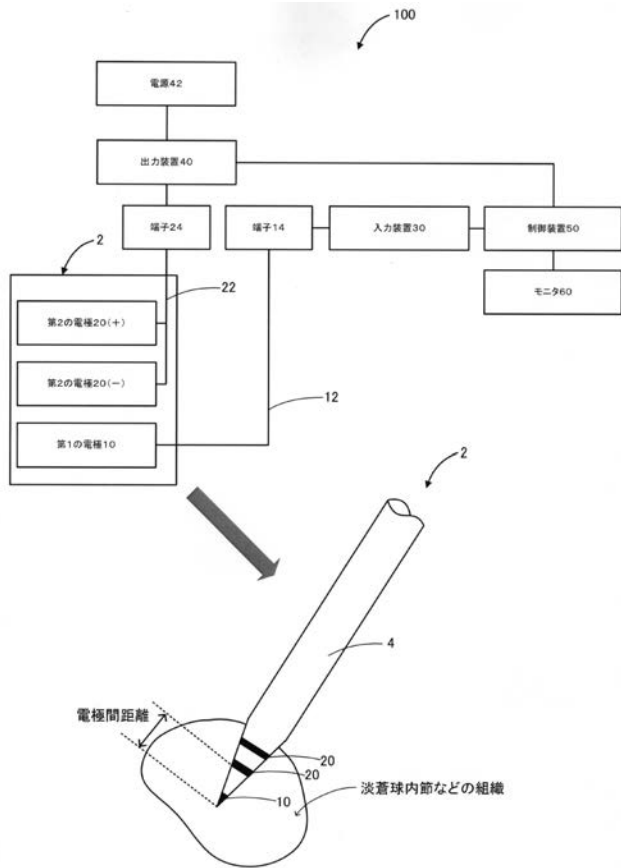 100
電源42
出力装置40
端子24
端子14
入力装置30
制御装置50
モニタ60
2
22
第2の電極20(+)
第2の電極20(-)
第1の電極10
12
2
4
電極間距離
20
20
10
淡蒼球内節などの組織